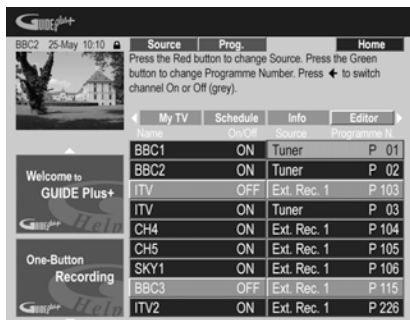 GUIDEplus+
BBC2 25-May 10:10
Source Prog. Home
Press the Red button to change Source. Press the Green
button to change Programme Number. Press ← to switch
channel On or Off (grey).
My TV Schedule Info Editor
Name On/Off Source Programme N.
BBC1 ON Tuner P 01
BBC2 ON Tuner P 02
ITV OFF Ext. Rec. 1 P 103
ITV ON Tuner P 03
CH4 ON Ext. Rec. 1 P 104
CH5 ON Ext. Rec. 1 P 105
SKY1 ON Ext. Rec. 1 P 106
BBC3 OFF Ext. Rec. 1 P 115
ITV2 ON Ext. Rec. 1 P 226
Welcome to
GUIDE Plus+
GUIDEplus+ Help
One-Button
Recording
GUIDEplus+ Help